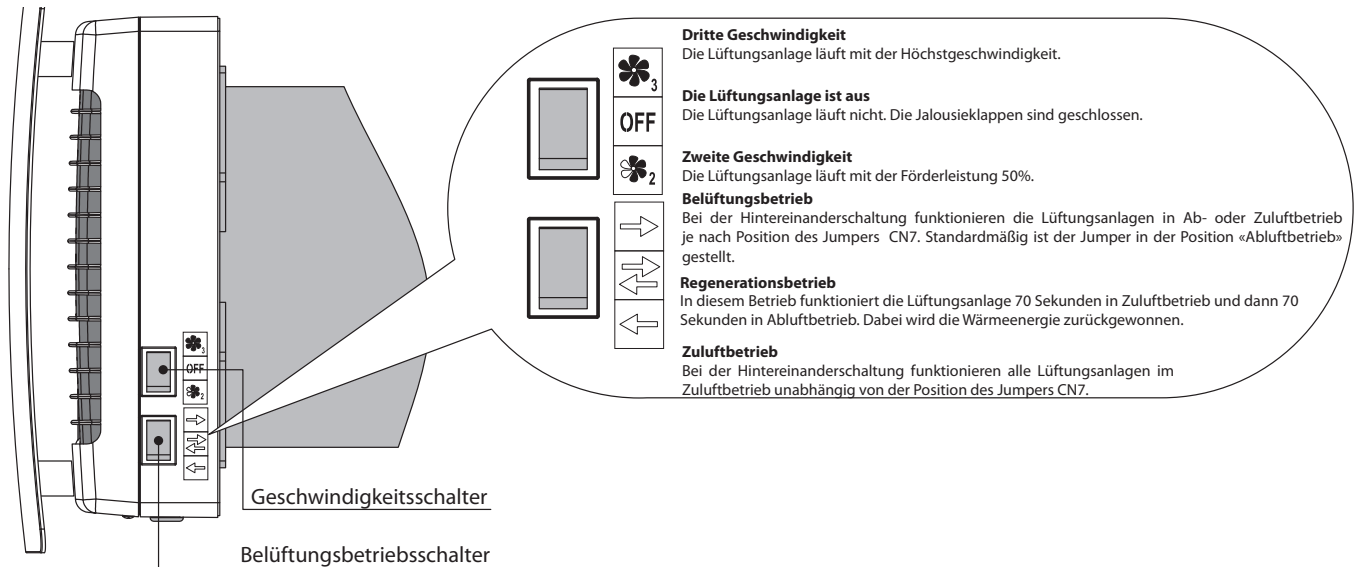 Dritte Geschwindigkeit
Die Lüftungsanlage läuft mit der Höchstgeschwindigkeit.
3
Die Lüftungsanlage ist aus
Die Lüftungsanlage läuft nicht. Die Jalousieklappen sind geschlossen.
OFF
Zweite Geschwindigkeit
Die Lüftungsanlage läuft mit der Förderleistung 50%.
2
Belüftungsbetrieb
Bei der Hintereinanderschaltung funktionieren die Lüftungsanlagen in Ab- oder Zuluftbetrieb
je nach Position des Jumpers CN7. Standardmäßig ist der Jumper in der Position «Abluftbetrieb»
gestellt.
Regenerationsbetrieb
In diesem Betrieb funktioniert die Lüftungsanlage 70 Sekunden in Zuluftbetrieb und dann 70
Sekunden in Abluftbetrieb. Dabei wird die Wärmeenergie zurückgewonnen.
Zuluftbetrieb
Bei der Hintereinanderschaltung funktionieren alle Lüftungsanlagen im
Zuluftbetrieb unabhängig von der Position des Jumpers CN7.
3
OFF
2
Geschwindigkeitsschalter
Belüftungsbetriebsschalter